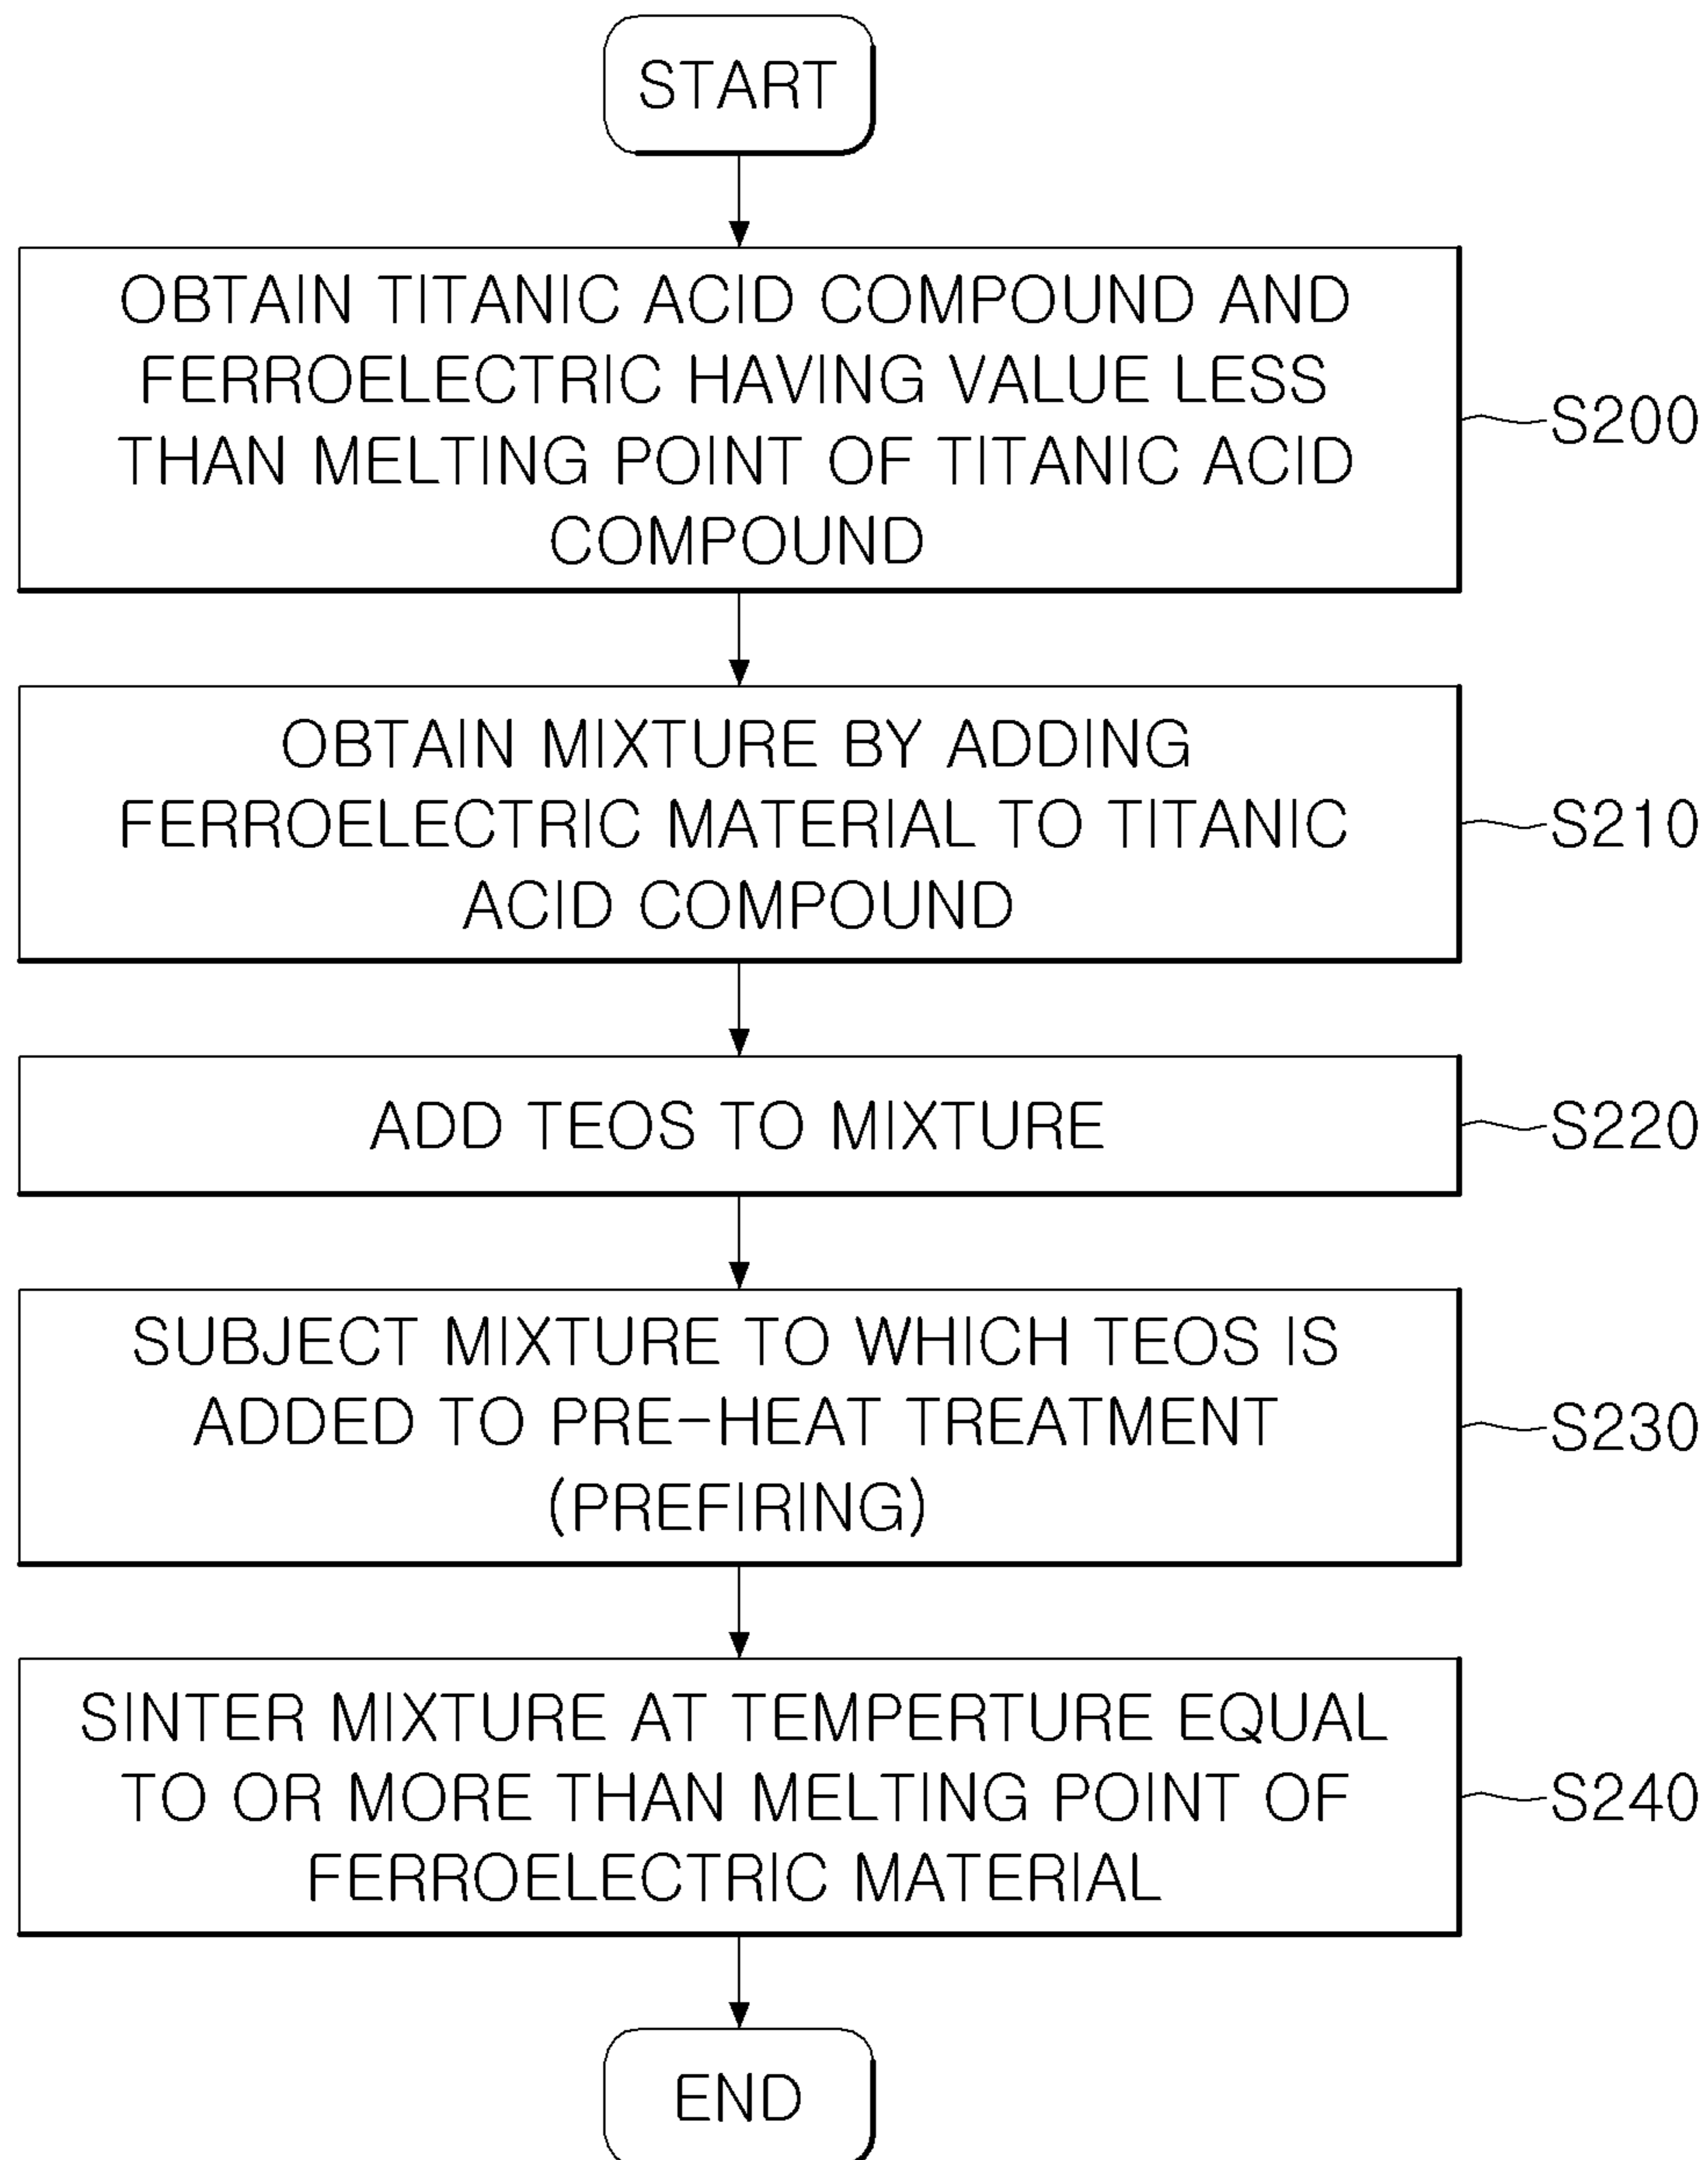 START
OBTAIN TITANIC ACID COMPOUND AND
FERROELECTRIC HAVING VALUE LESS
THAN MELTING POINT OF TITANIC ACID
COMPOUND
S200
OBTAIN MIXTURE BY ADDING
FERROELECTRIC MATERIAL TO TITANIC
ACID COMPOUND
S210
ADD TEOS TO MIXTURE
S220
SUBJECT MIXTURE TO WHICH TEOS IS
ADDED TO PRE-HEAT TREATMENT
(PREFIRING)
S230
SINTER MIXTURE AT TEMPERTURE EQUAL
TO OR MORE THAN MELTING POINT OF
FERROELECTRIC MATERIAL
S240
END